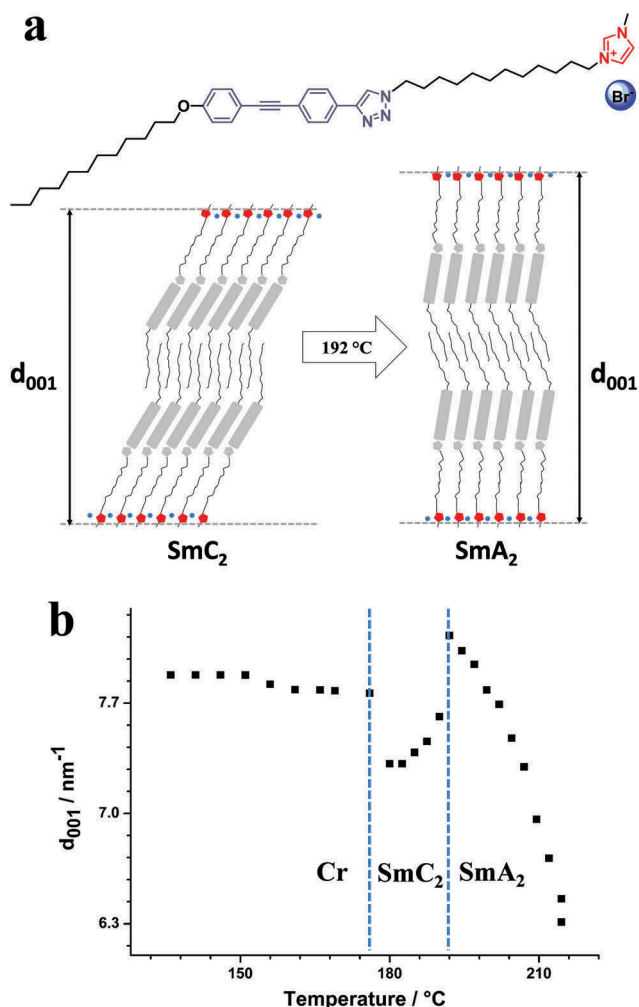 a
O
N
N=N
N
N⁺
Br⁻
d₀₀₁
192 °C
d₀₀₁
SmC₂
SmA₂
b
d₀₀₁ / nm⁻¹
7.7
7.0
6.3
Cr
SmC₂
SmA₂
150
180
210
Temperature / °C